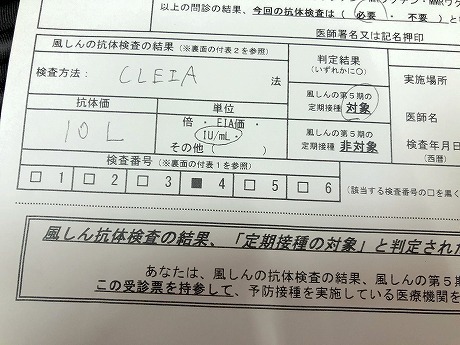 チン・MMRワク
以上の問診の結果、今回の抗体検査は（必要・不要）と
医師署名又は記名押印
風しんの抗体検査の結果（※裏面の付表２を参照）
検査方法： CLEIA 法
抗体価
単位
10 L
倍・EIA価・
IU/mL・
その他（　　）
検査番号（※裏面の付表１を参照）
□1 □2 □3 ■4 □5 □6
（該当する検査番号の□を黒く
判定結果
（いずれかに○）
風しんの第５期の
定期接種 対象
風しんの第５期の
定期接種 非対象
実施場所
医師名
検査年月日
（西暦）
風しん抗体検査の結果、「定期接種の対象」と判定され
あなたは、風しんの抗体検査の結果、風しんの第５期
この受診票を持参して、予防接種を実施している医療機関を